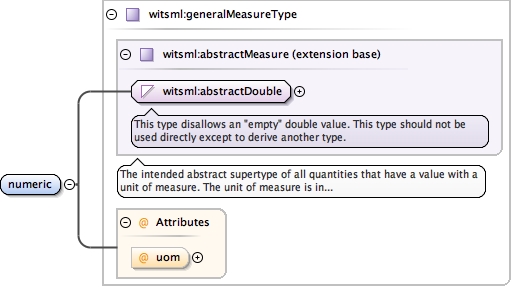 witsml:generalMeasureType
witsml:abstractMeasure (extension base)
witsml:abstractDouble
This type disallows an "empty" double value. This type should not be
used directly except to derive another type.
The intended abstract supertype of all quantities that have a value with a
unit of measure. The unit of measure is in...
numeric
@ Attributes
@ uom